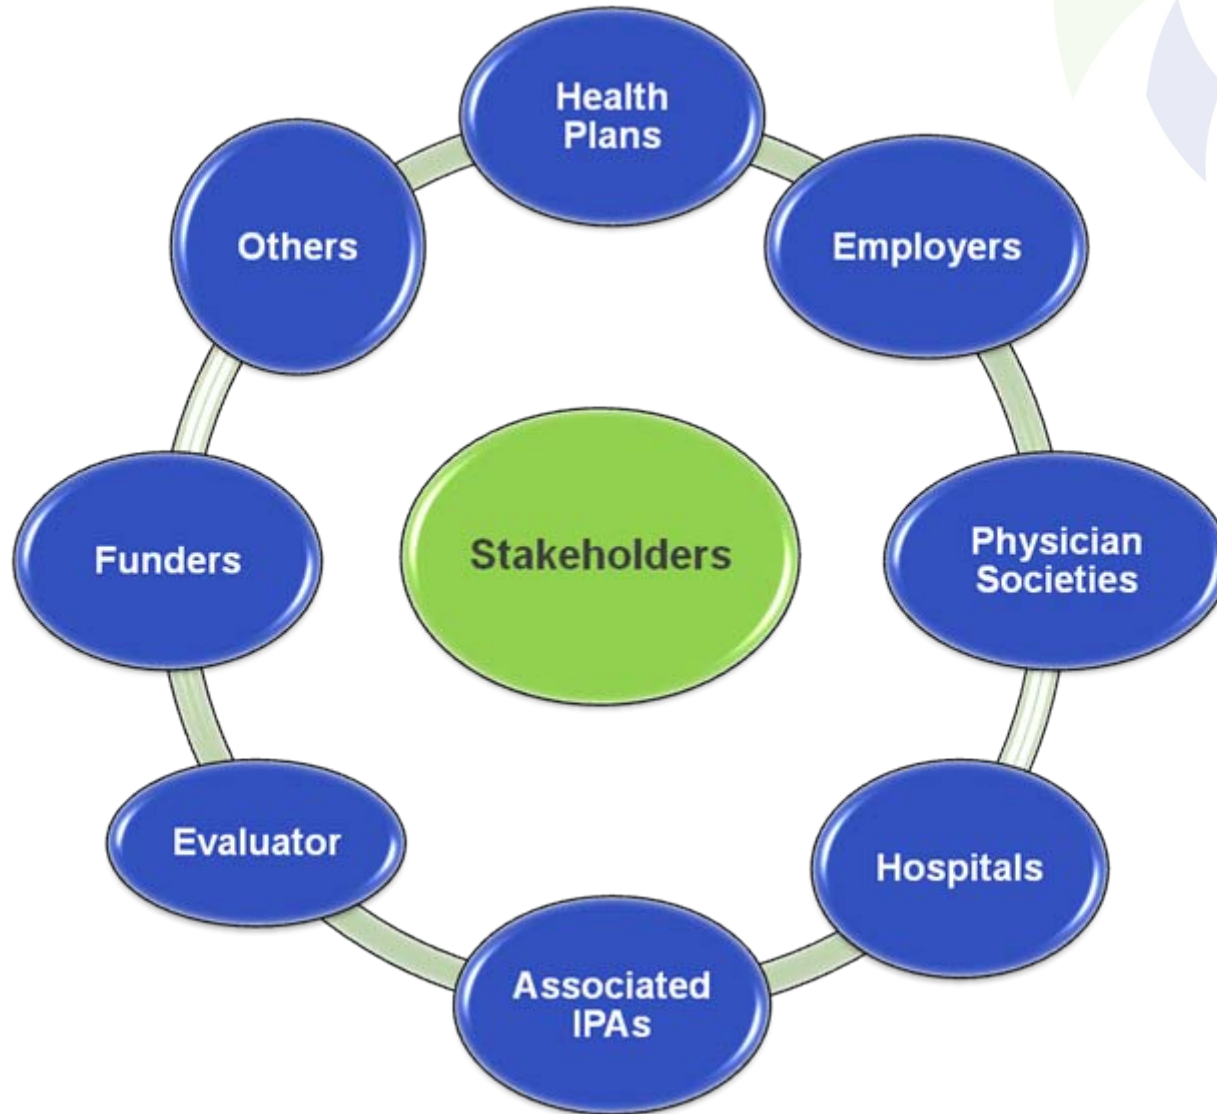 Health
Plans
Employers
Physician
Societies
Hospitals
Associated
IPAs
Evaluator
Funders
Others
Stakeholders